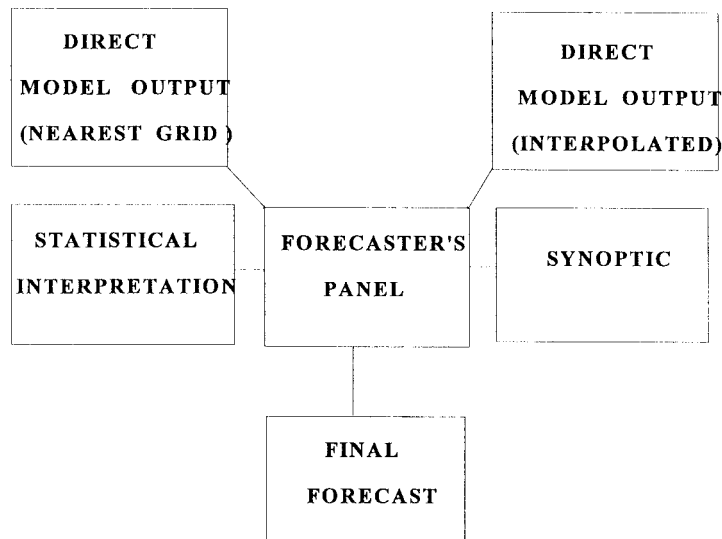 DIRECT
MODEL OUTPUT
(NEAREST GRID )
DIRECT
MODEL OUTPUT
(INTERPOLATED)
STATISTICAL
INTERPRETATION
FORECASTER'S
PANEL
SYNOPTIC
FINAL
FORECAST